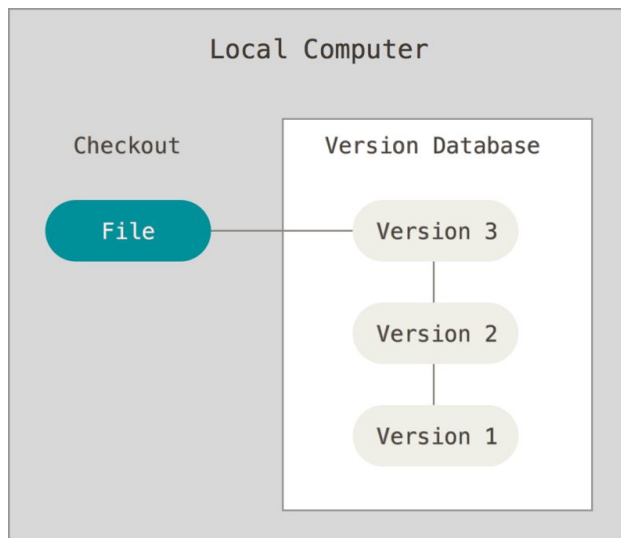 Local Computer
Checkout
Version Database
File
Version 3
Version 2
Version 1